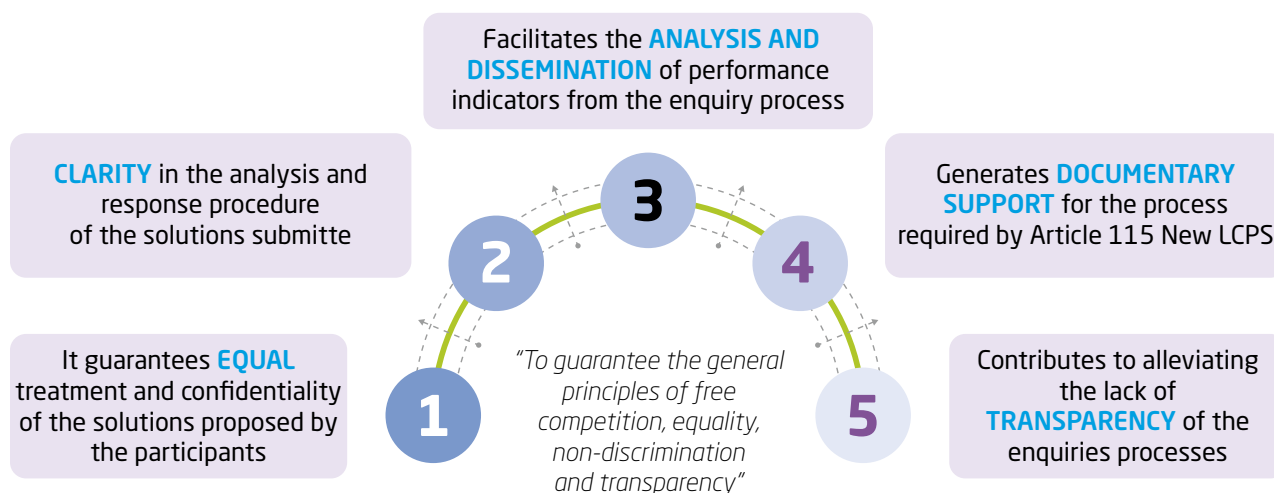 It guarantees EQUAL
treatment and confidentiality
of the solutions proposed by
the participants
1
CLARITY in the analysis and
response procedure
of the solutions submitte
2
Facilitates the ANALYSIS AND
DISSEMINATION of performance
indicators from the enquiry process
3
Generates DOCUMENTARY
SUPPORT for the process
required by Article 115 New LCPS
4
Contributes to alleviating
the lack of
TRANSPARENCY of the
enquiries processes
5
"To guarantee the general
principles of free
competition, equality,
non-discrimination
and transparency"